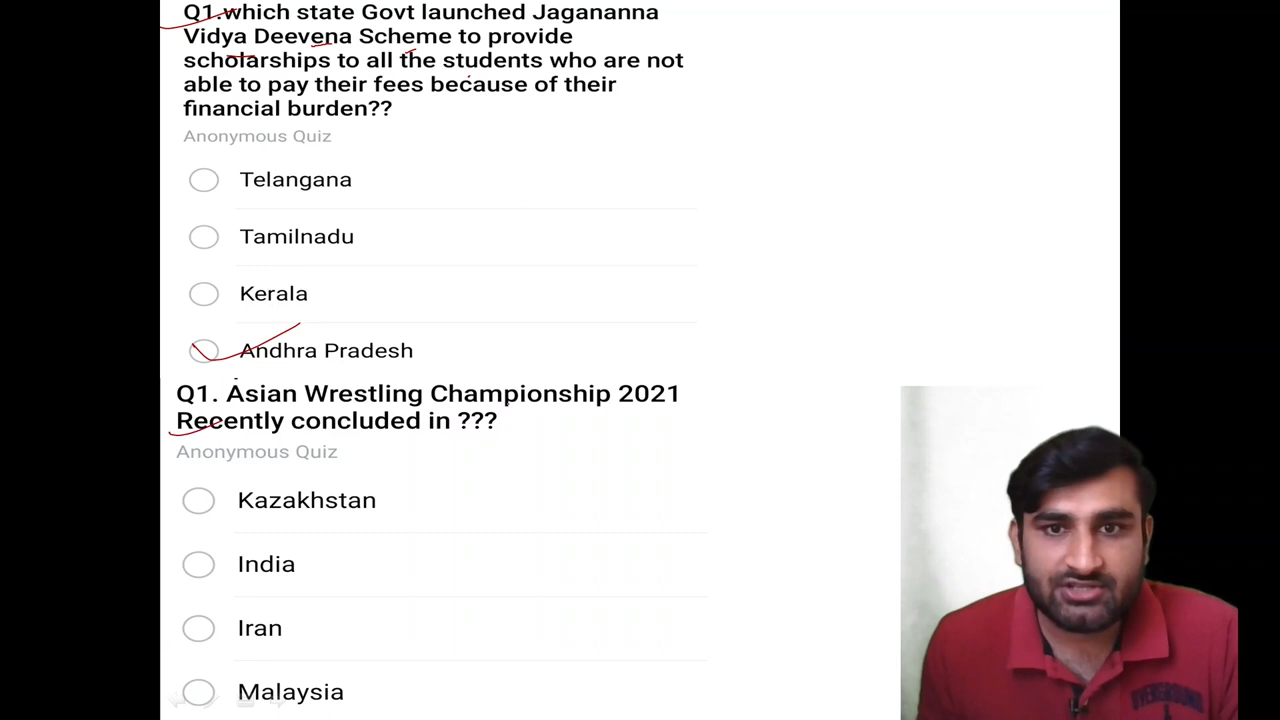 Q1.which state Govt launched Jagananna
Vidya Deevena Scheme to provide
scholarships to all the students who are not
able to pay their fees because of their
financial burden??
Anonymous Quiz
Telangana
Tamilnadu
Kerala
Andhra Pradesh
Q1. Asian Wrestling Championship 2021
Recently concluded in ???
Anonymous Quiz
Kazakhstan
India
Iran
Malaysia